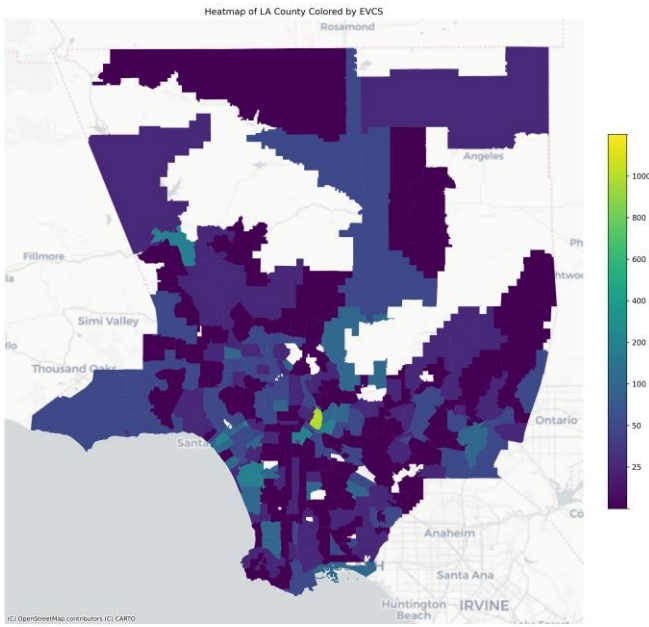 Heatmap of LA County Colored by EVCS
Rosamond
Angeles
Fillmore
Simi Valley
Thousand Oaks
Santa
Ontario
Anaheim
Santa Ana
Huntington
Beach
IRVINE
1000
800
600
400
200
100
50
25
(C) OpenStreetMap contributors (C) CARTO